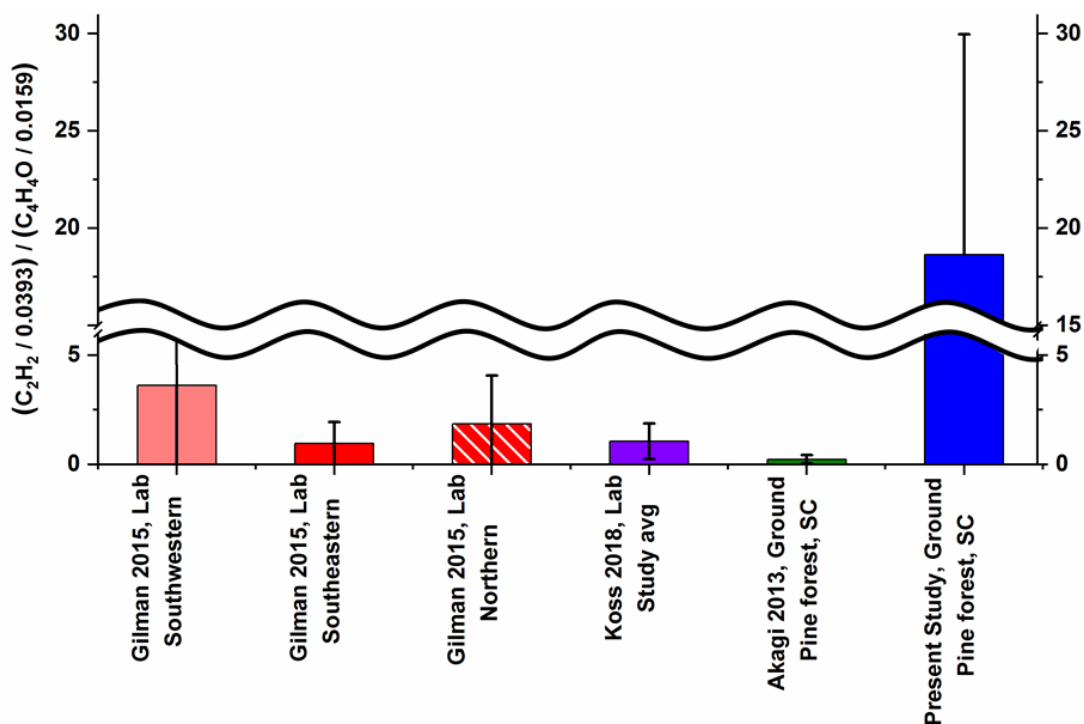 (C₂H₂ / 0.0393) / (C₄H₄O / 0.0159)
30
25
20
5
0
30
25
20
15
5
0
Gilman 2015, Lab
Southwestern
Gilman 2015, Lab
Southeastern
Gilman 2015, Lab
Northern
Koss 2018, Lab
Study avg
Akagi 2013, Ground
Pine forest, SC
Present Study, Ground
Pine forest, SC